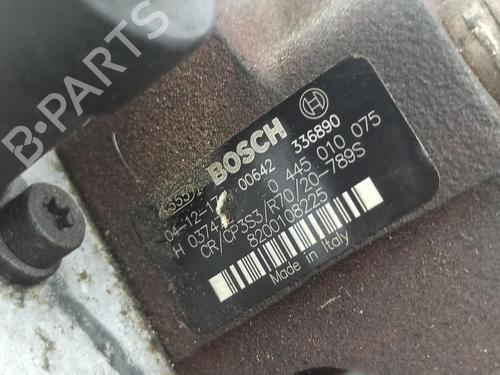 B-PARTS
BOSCH
04-12-17 00642 336890
H 0374 0 445 010 075
CR/CP3S3/R70/20-789S
8200108225
Made in Italy